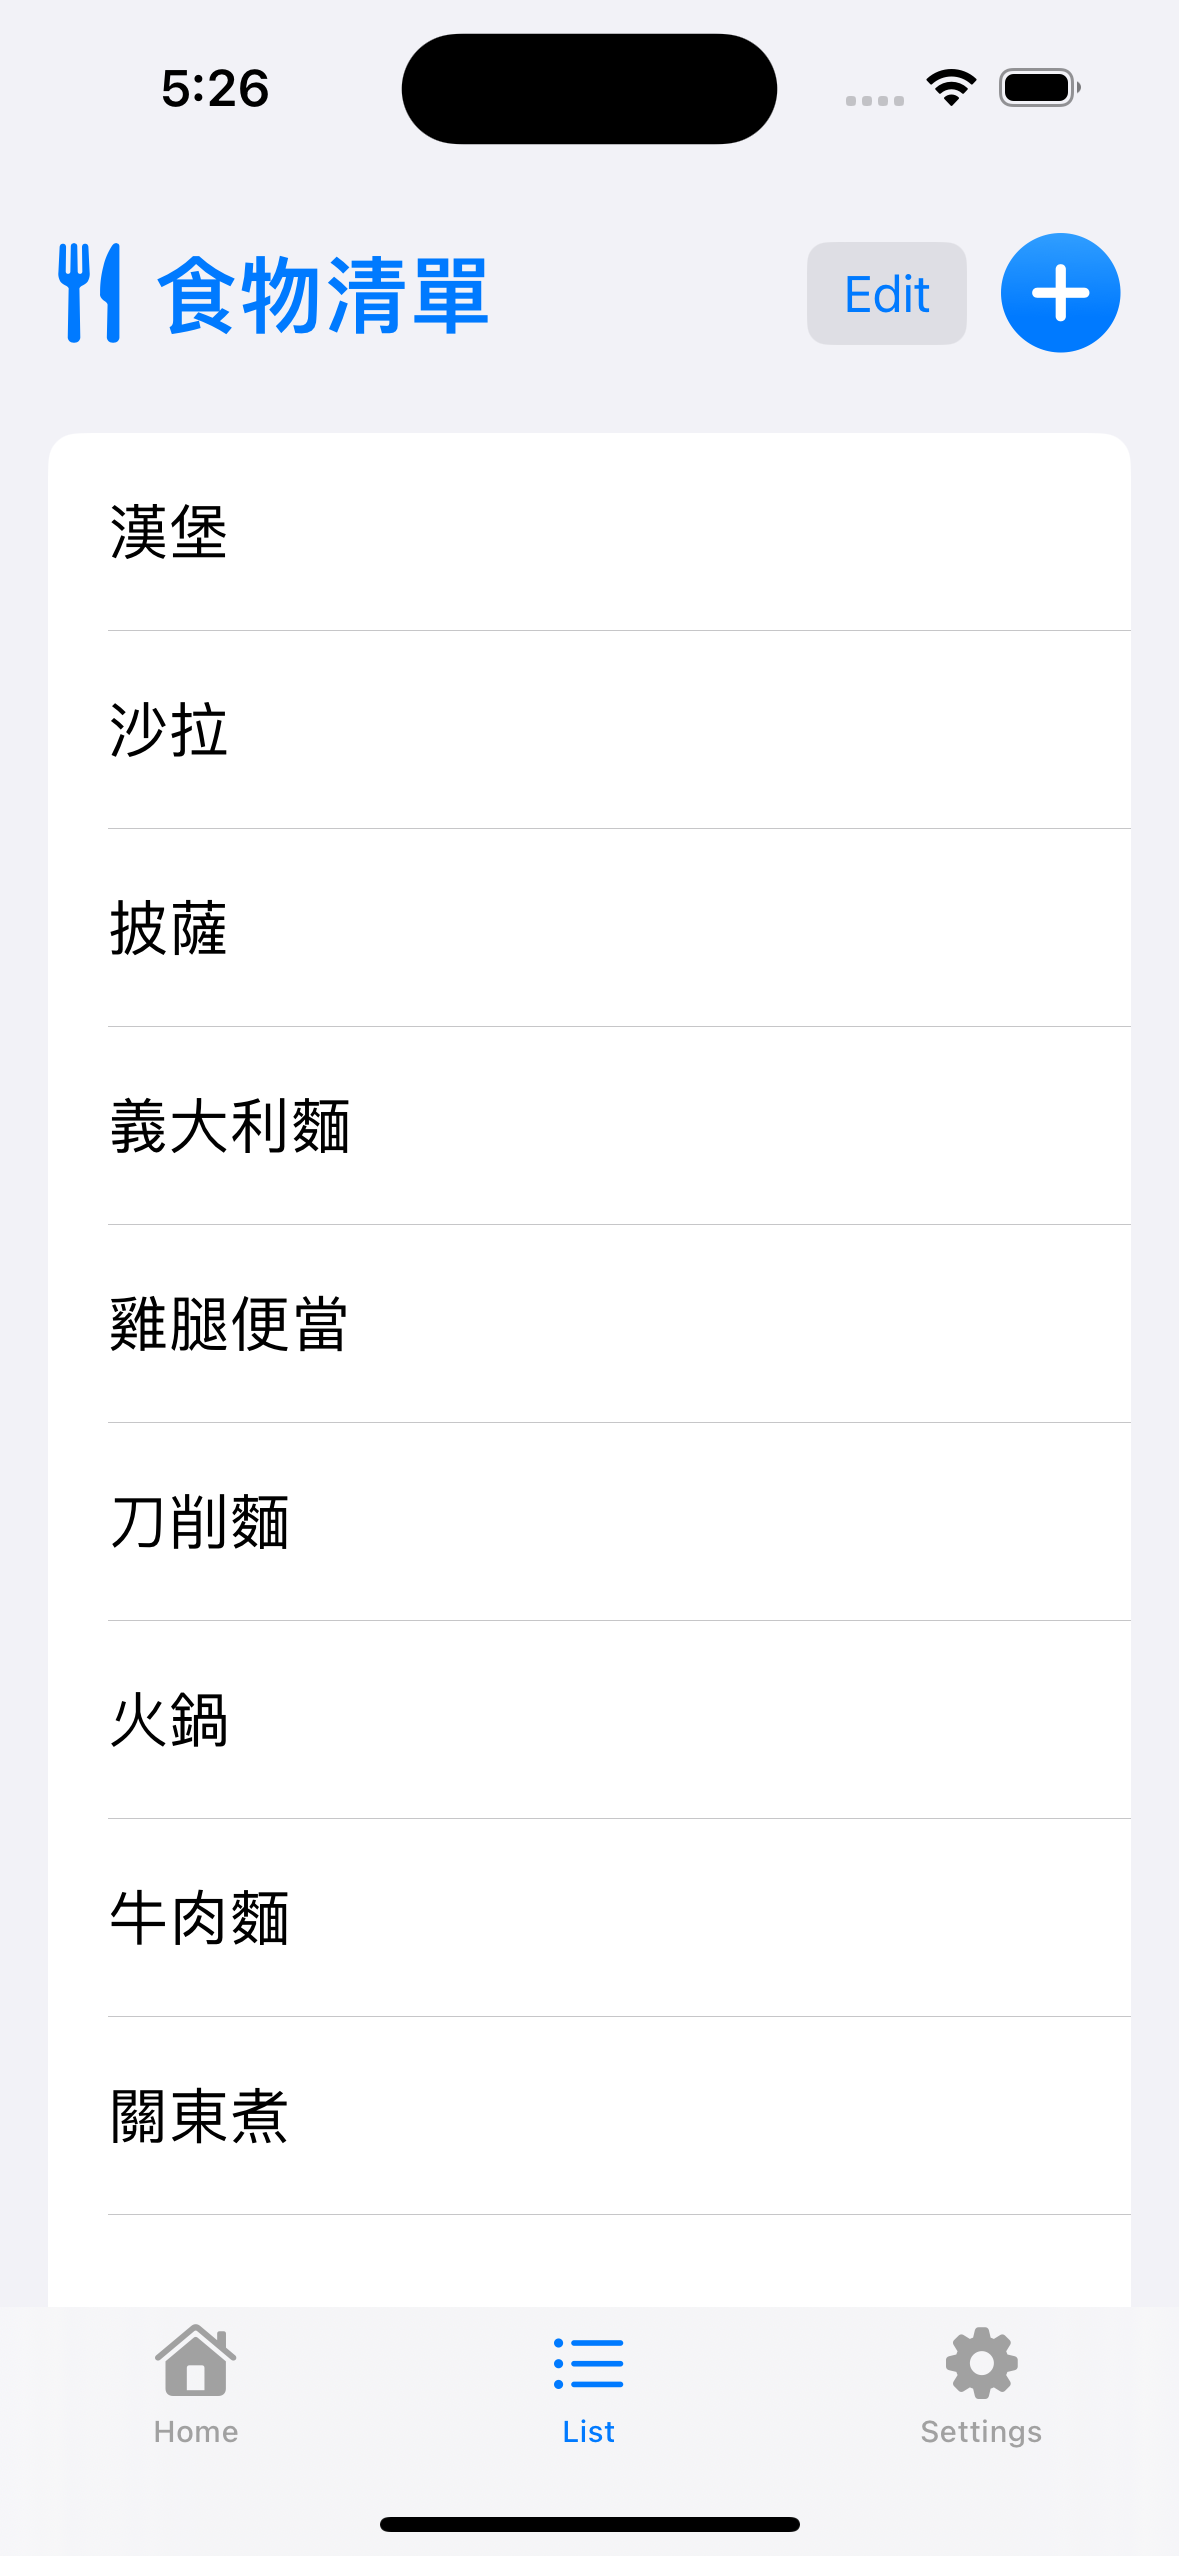 5:26
食物清單
Edit
漢堡
沙拉
披薩
義大利麵
雞腿便當
刀削麵
火鍋
牛肉麵
關東煮
Home
List
Settings